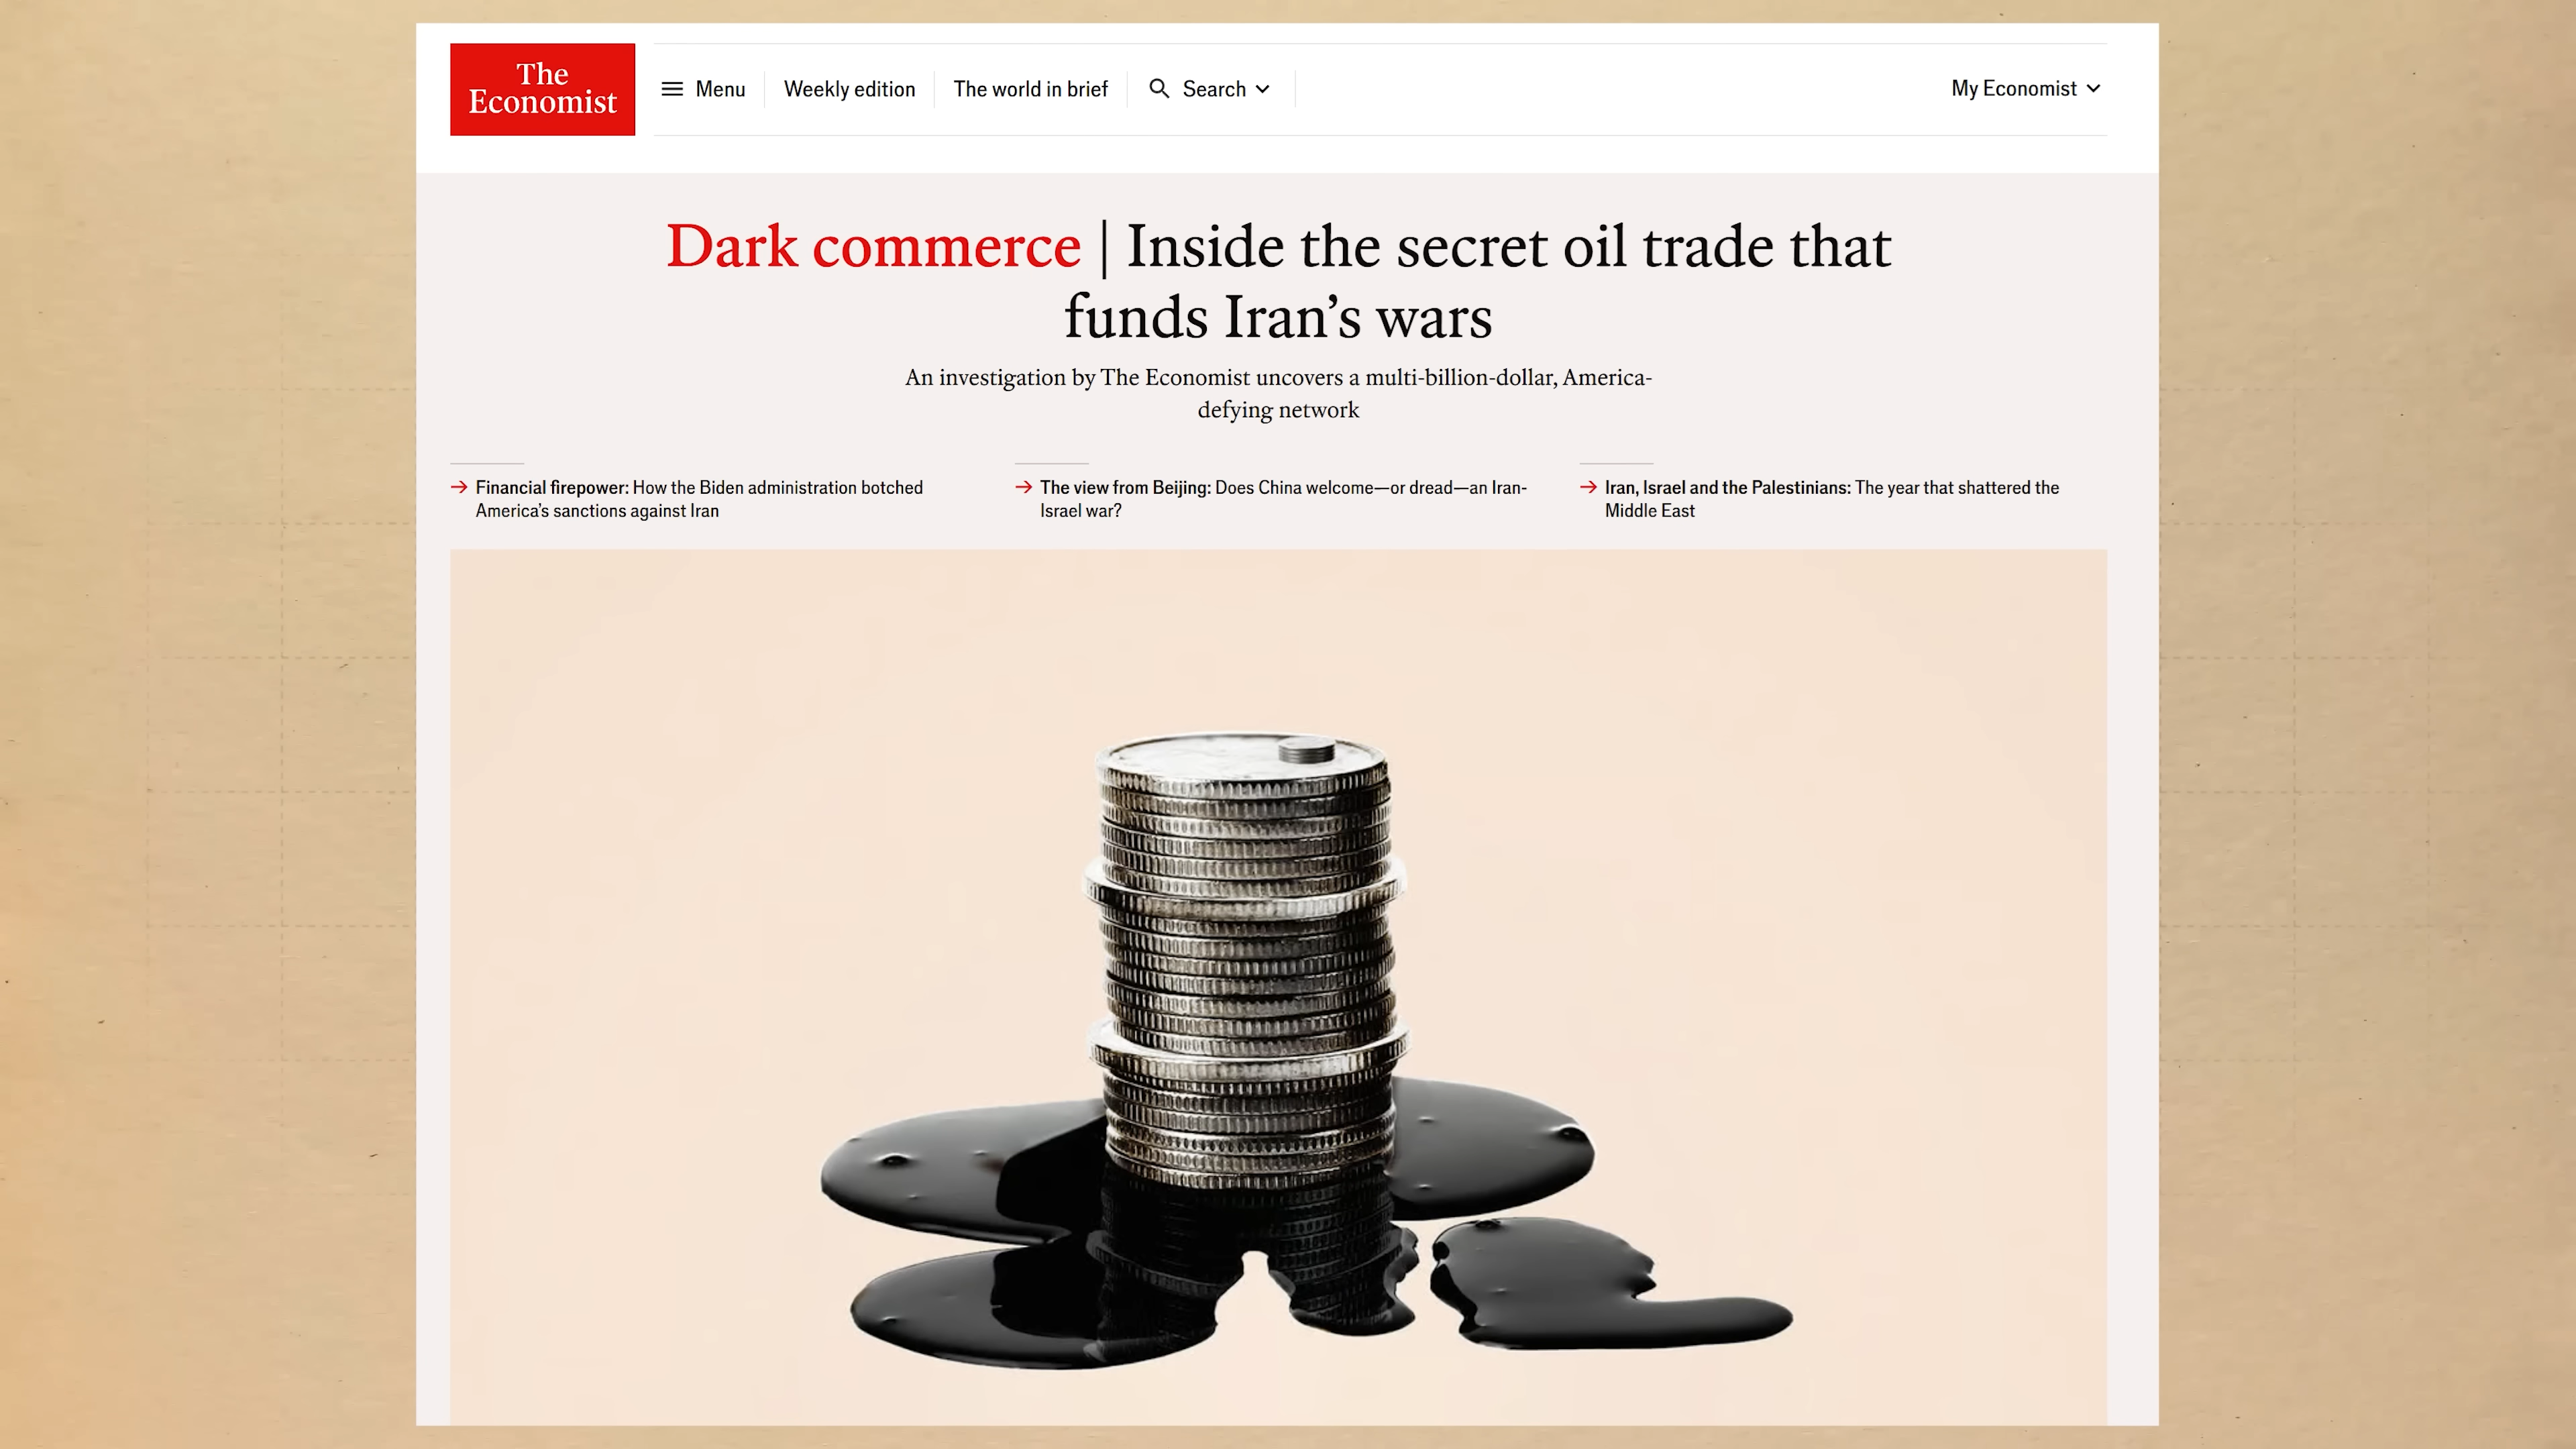 The
Economist
Menu
Weekly edition
The world in brief
Search
My Economist
Dark commerce | Inside the secret oil trade that
funds Iran’s wars
An investigation by The Economist uncovers a multi-billion-dollar, America-
defying network
→ Financial firepower: How the Biden administration botched
America’s sanctions against Iran
→ The view from Beijing: Does China welcome—or dread—an Iran-
Israel war?
→ Iran, Israel and the Palestinians: The year that shattered the
Middle East